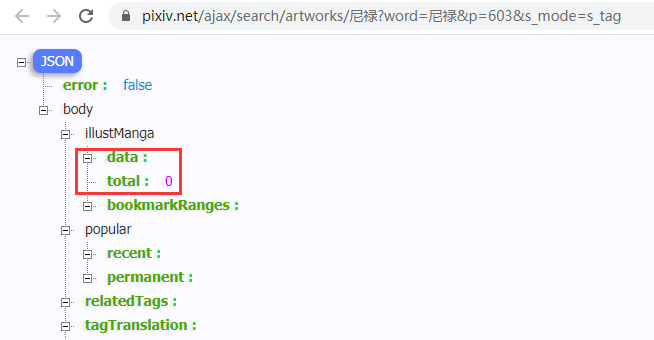 pixiv.net/ajax/search/artworks/尼禄?word=尼禄&p=603&s_mode=s_tag
JSON
error : false
body
illustManga
data :
total : 0
bookmarkRanges :
popular
recent :
permanent :
relatedTags :
tagTranslation :